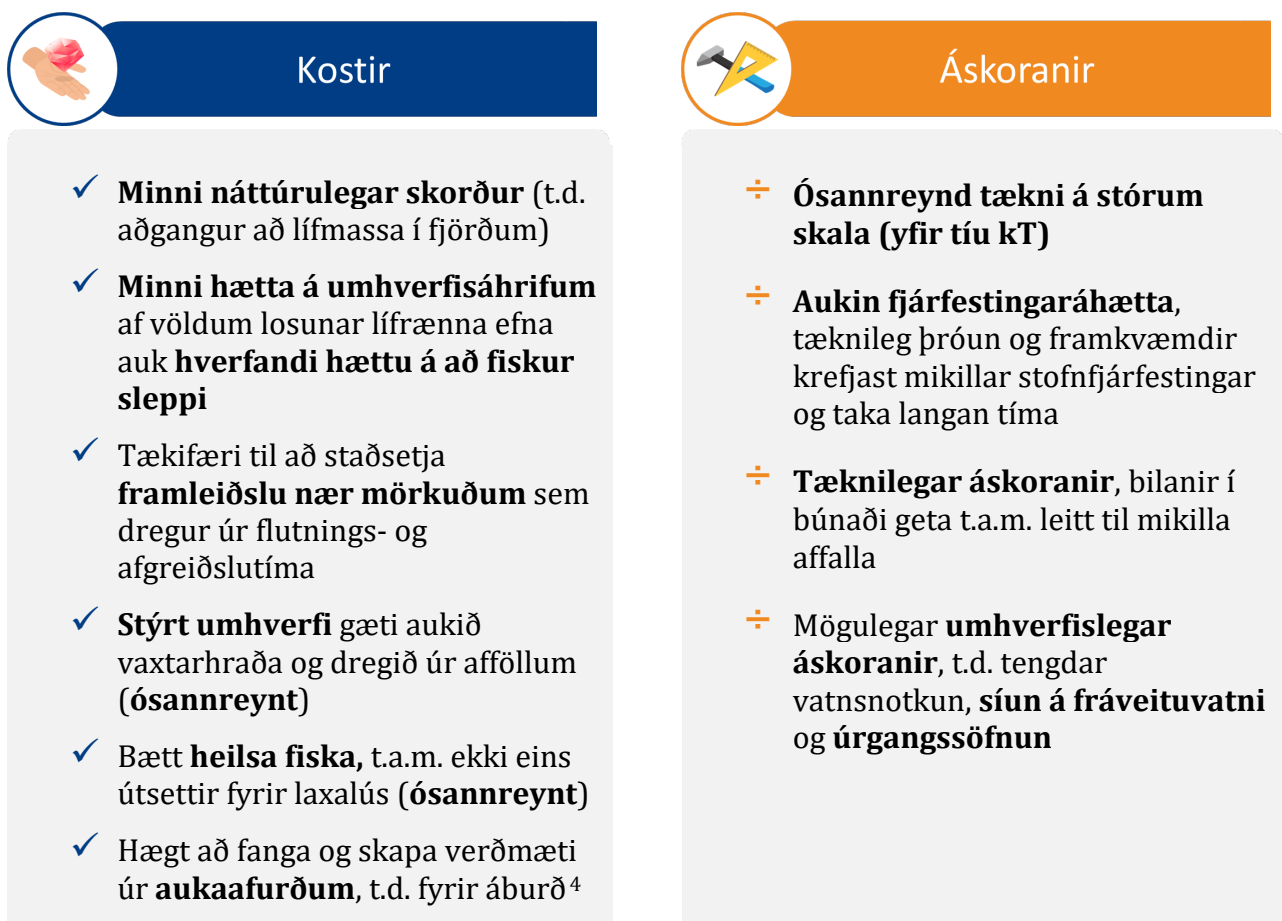 Kostir
✓ Minni náttúrulegar skorður (t.d.
aðgangur að lífmassa í fjörðum)
✓ Minni hætta á umhverfisáhrifum
af völdum losunar lífrænna efna
auk hverfandi hættu á að fiskur
sleppi
✓ Tækifæri til að staðsetja
framleiðslu nær mörkuðum sem
dregur úr flutnings- og
afgreiðslutíma
✓ Stýrt umhverfi gæti aukið
vaxtarhraða og dregið úr afföllum
(ósannreynt)
✓ Bætt heilsa fiska, t.a.m. ekki eins
útsettir fyrir laxalús (ósannreynt)
✓ Hægt að fanga og skapa verðmæti
úr aukaafurðum, t.d. fyrir áburð⁴
Áskoranir
÷ Ósannreynd tækni á stórum
skala (yfir tíu kT)
÷ Aukin fjárfestingaráhætta,
tæknileg þróun og framkvæmdir
krefjast mikillar stofnfjárfestingar
og taka langan tíma
÷ Tæknilegar áskoranir, bilanir í
búnaði geta t.a.m. leitt til mikilla
affalla
÷ Mögulegar umhverfislegar
áskoranir, t.d. tengdar
vatnsnotkun, síun á fráveituvatni
og úrgangssöfnun